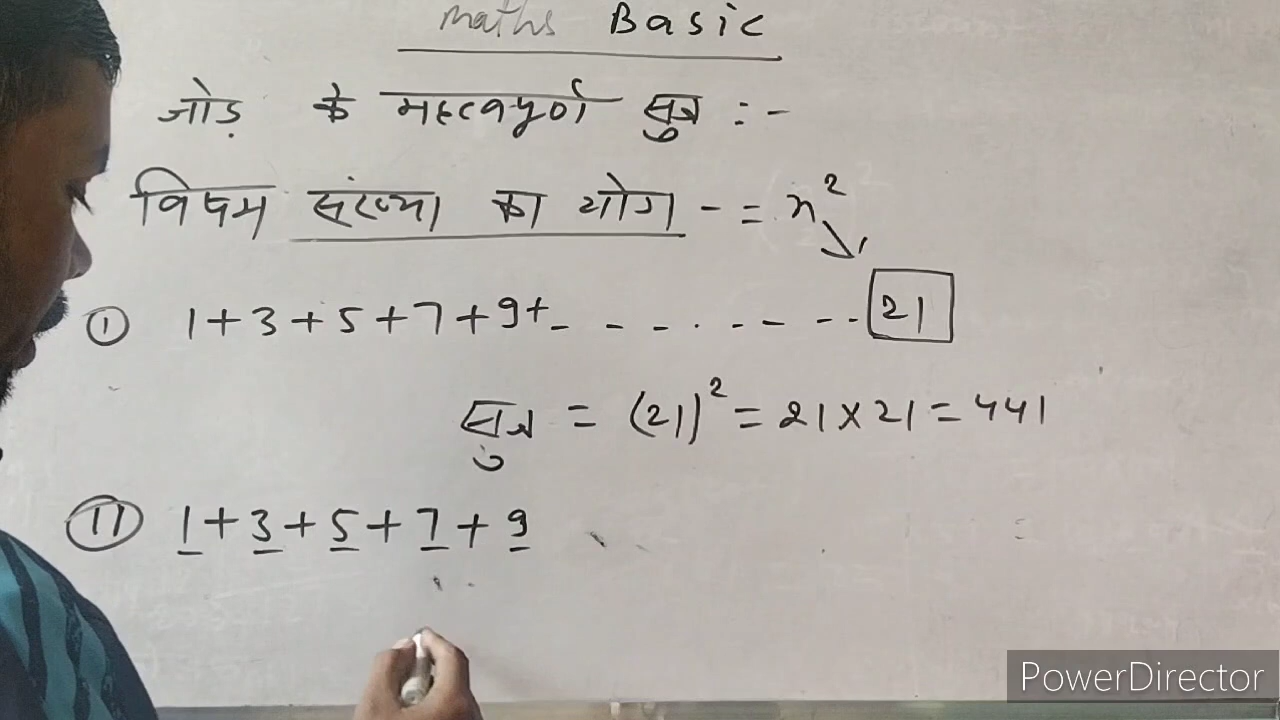 Maths Basic
जोड़ के महत्वपूर्ण सूत्र :-
विषम संख्या का योग - = n²
① 1+3+5+7+9+ - - - . - - - - 21
सूत्र = (21)² = 21 × 21 = 441
II 1 + 3 + 5 + 7 + 9
PowerDirector